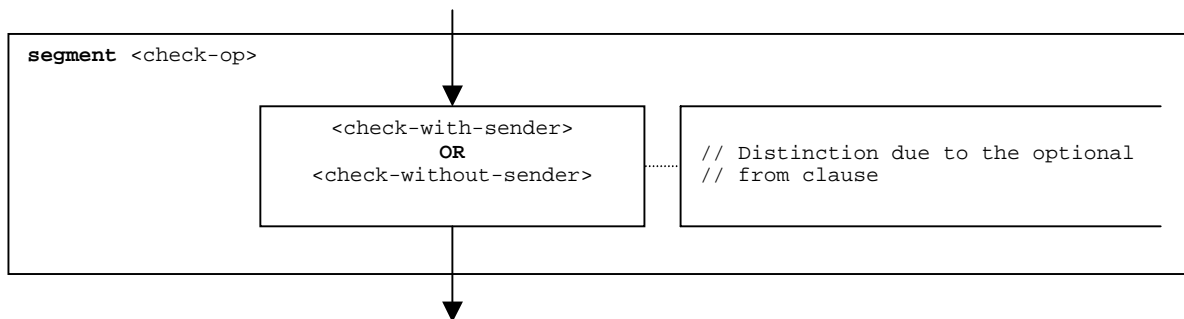 segment <check-op>
<check-with-sender>
OR
<check-without-sender>
// Distinction due to the optional
// from clause